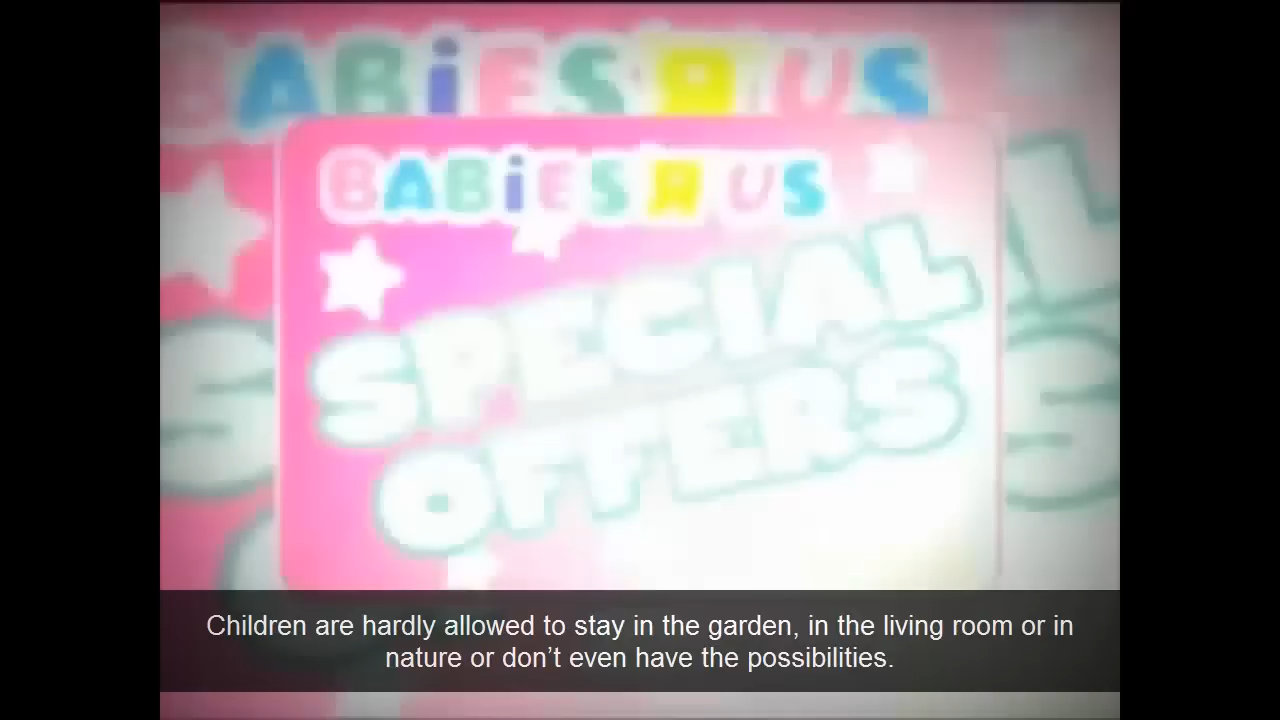 BABIES R US
BABIES R US
SPECIAL
OFFERS
Children are hardly allowed to stay in the garden, in the living room or in
nature or don’t even have the possibilities.